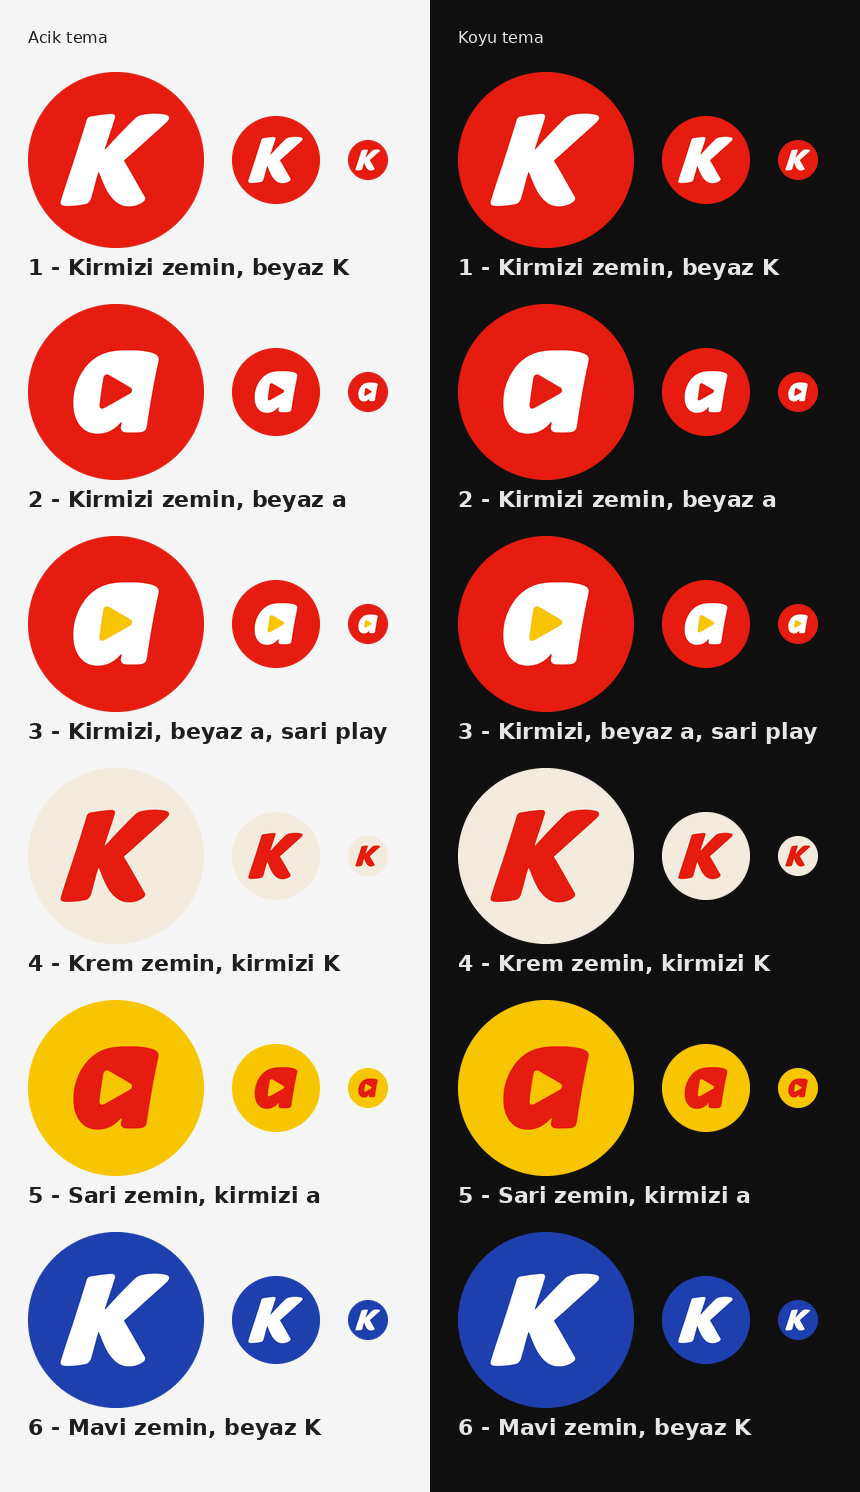 Acik tema
K K K
1 - Kirmizi zemin, beyaz K
a a a
2 - Kirmizi zemin, beyaz a
a a a
3 - Kirmizi, beyaz a, sari play
K K K
4 - Krem zemin, kirmizi K
a a a
5 - Sari zemin, kirmizi a
K K K
6 - Mavi zemin, beyaz K
Koyu tema
K K K
1 - Kirmizi zemin, beyaz K
a a a
2 - Kirmizi zemin, beyaz a
a a a
3 - Kirmizi, beyaz a, sari play
K K K
4 - Krem zemin, kirmizi K
a a a
5 - Sari zemin, kirmizi a
K K K
6 - Mavi zemin, beyaz K